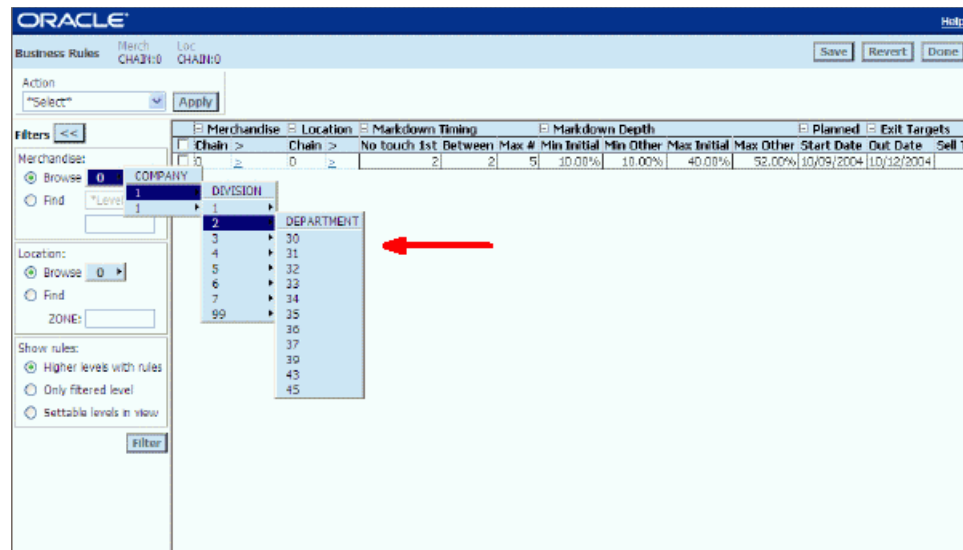 ORACLE
Help
Business Rules Merch CHAIN:0 Loc CHAIN:0
Save Revert Done
Action
*Select* Apply
Filters <<
Merchandise Location Markdown Timing Markdown Depth Planned Exit Targets
Chain > Chain > No touch 1st Between Max # Min Initial Min Other Max Initial Max Other Start Date Out Date Sell
0 > 0 > 2 2 5 10.00% 10.00% 40.00% 52.00% 10/09/2004 10/12/2004
Merchandise:
Browse 0
Find *Level
COMPANY
1
1
DIVISION
1
2
3
4
5
6
7
99
DEPARTMENT
30
31
32
33
34
35
36
37
39
43
45
Location:
Browse 0
Find
ZONE:
Show rules:
Higher levels with rules
Only filtered level
Settable levels in view
Filter